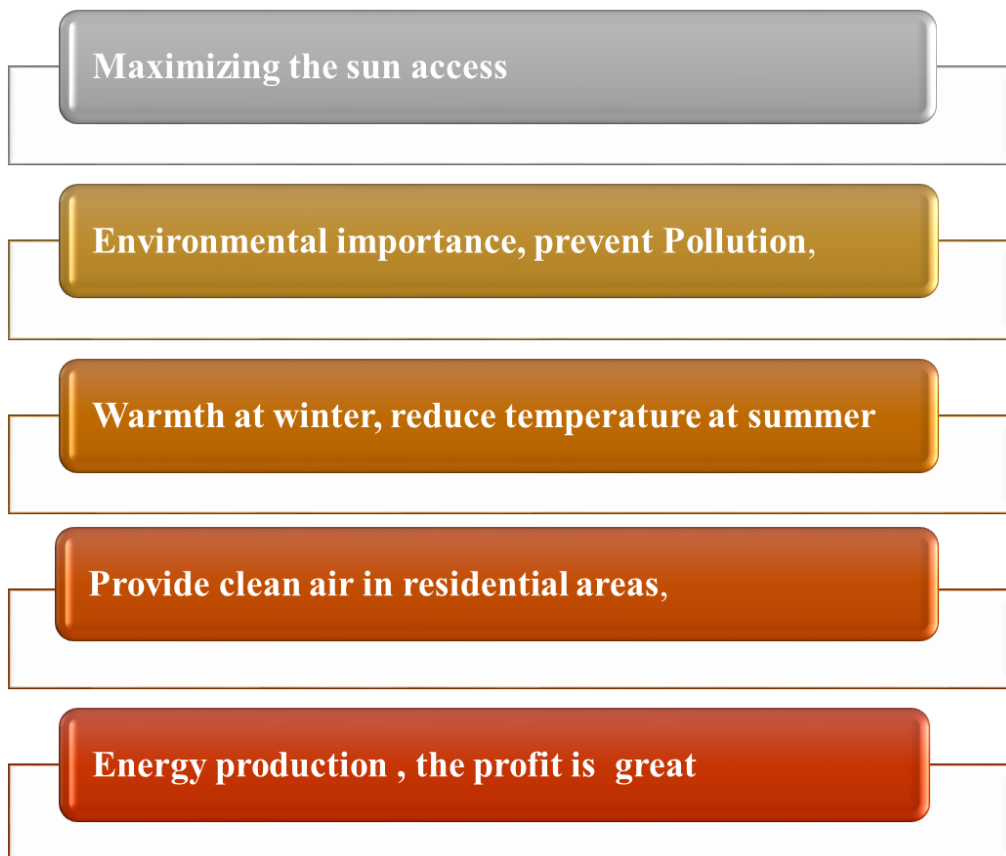 Maximizing the sun access
Environmental importance, prevent Pollution,
Warmth at winter, reduce temperature at summer
Provide clean air in residential areas,
Energy production , the profit is  great